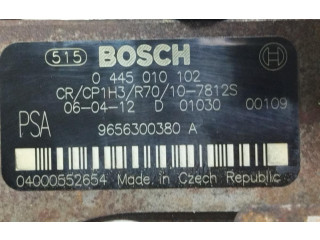 515 BOSCH
0 445 010 102
CR/CP1H3/R70/10-7812S
06-04-12 D 01030 00109
PSA 9656300380 A
04000552654 Made in Czech Republic